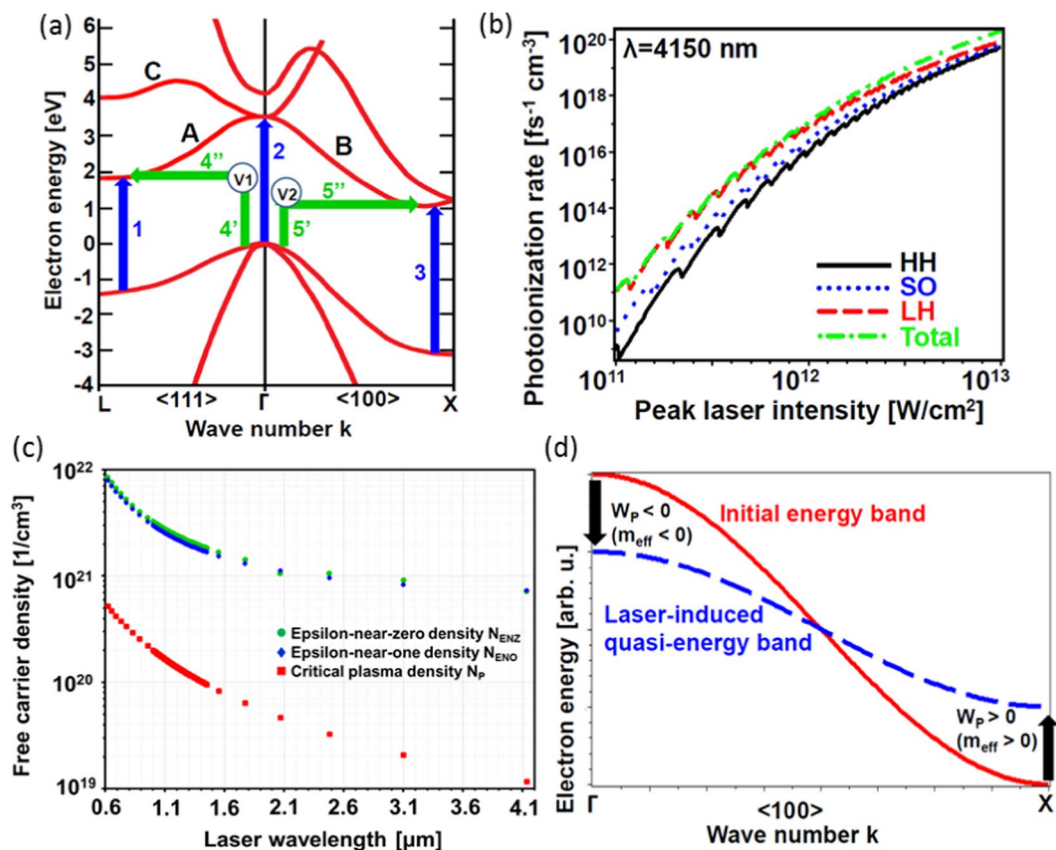 (a)
Electron energy [eV]
6
5
4
3
2
1
0
-1
-2
-3
-4
C
A
B
1
2
3
4''
V1
V2
5''
4'
5'
L
<111>
Γ
<100>
X
Wave number k
(b)
λ=4150 nm
Photoionization rate [fs⁻¹ cm⁻³]
10²⁰
10¹⁸
10¹⁶
10¹⁴
10¹²
10¹⁰
HH
SO
LH
Total
10¹¹
10¹²
10¹³
Peak laser intensity [W/cm²]
(c)
Free carrier density [1/cm³]
10²²
10²¹
10²⁰
10¹⁹
Epsilon-near-zero density N_ENZ
Epsilon-near-one density N_ENO
Critical plasma density N_P
0.6
1.1
1.6
2.1
2.6
3.1
3.6
4.1
Laser wavelength [µm]
(d)
Electron energy [arb. u.]
W_P < 0
(m_eff < 0)
Initial energy band
Laser-induced
quasi-energy band
W_P > 0
(m_eff > 0)
Γ
<100>
X
Wave number k